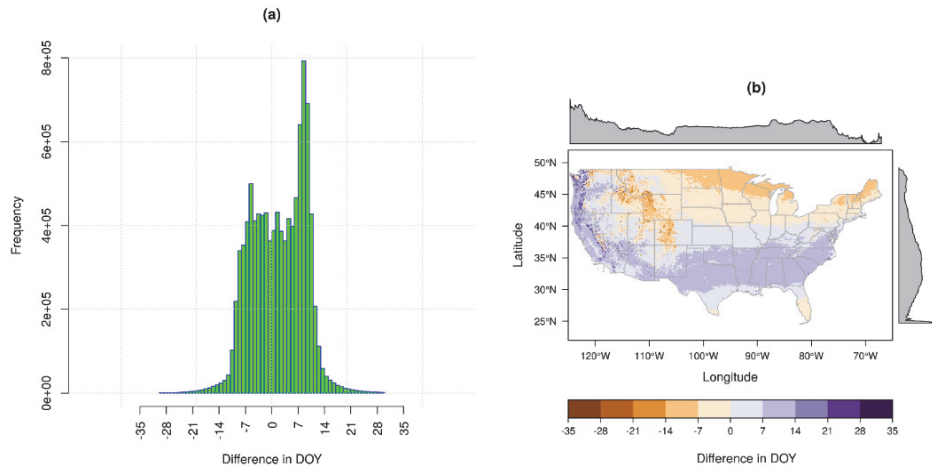 (a)
Frequency
8e+05
6e+05
4e+05
2e+05
0e+00
-35 -28 -21 -14 -7 0 7 14 21 28 35
Difference in DOY
(b)
Latitude
50°N
45°N
40°N
35°N
30°N
25°N
120°W 110°W 100°W 90°W 80°W 70°W
Longitude
-35 -28 -21 -14 -7 0 7 14 21 28 35
Difference in DOY